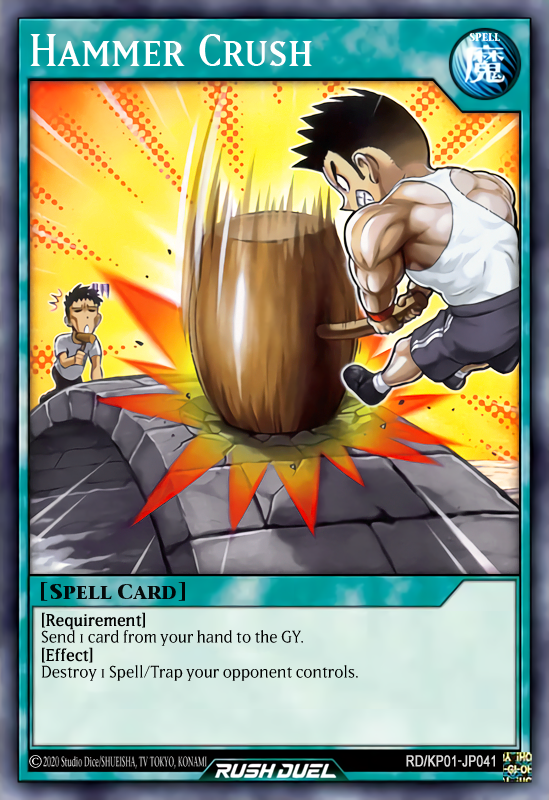 HAMMER CRUSH
SPELL
魔
[SPELL CARD]
[Requirement]
Send 1 card from your hand to the GY.
[Effect]
Destroy 1 Spell/Trap your opponent controls.
©2020 Studio Dice/SHUEISHA, TV TOKYO, KONAMI
RUSH DUEL
RD/KP01-JP041